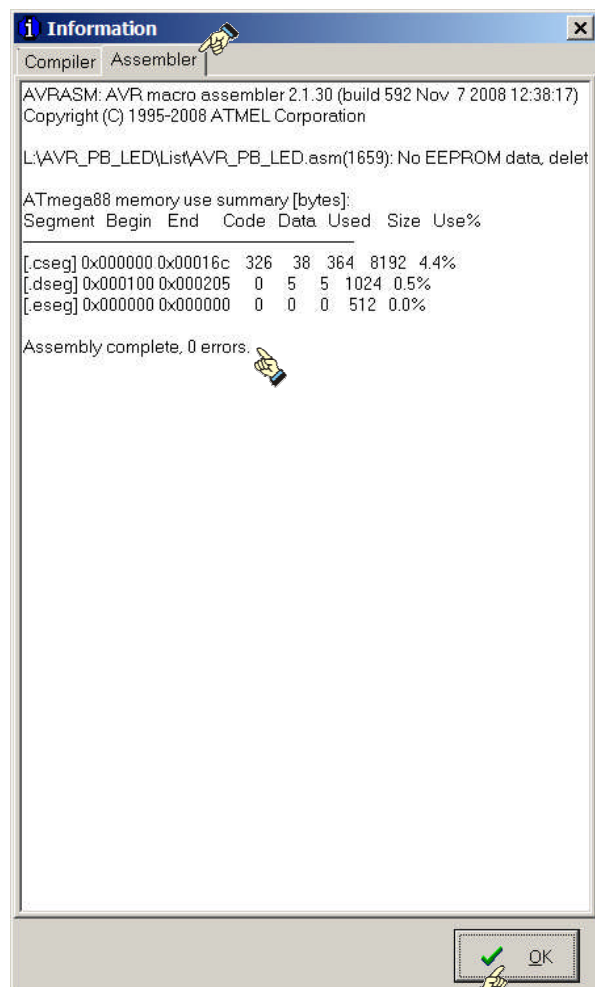 i Information
Compiler Assembler
AVRASM: AVR macro assembler 2.1.30 (build 592 Nov 7 2008 12:38:17)
Copyright (C) 1995-2008 ATMEL Corporation
L:\AVR_PB_LED\List\AVR_PB_LED.asm(1659): No EEPROM data, delet
ATmega88 memory use summary [bytes]:
Segment Begin End Code Data Used Size Use%
[.cseg] 0x000000 0x00016c 326 38 364 8192 4.4%
[.dseg] 0x000100 0x000205 0 5 5 1024 0.5%
[.eseg] 0x000000 0x000000 0 0 0 512 0.0%
Assembly complete, 0 errors.
OK